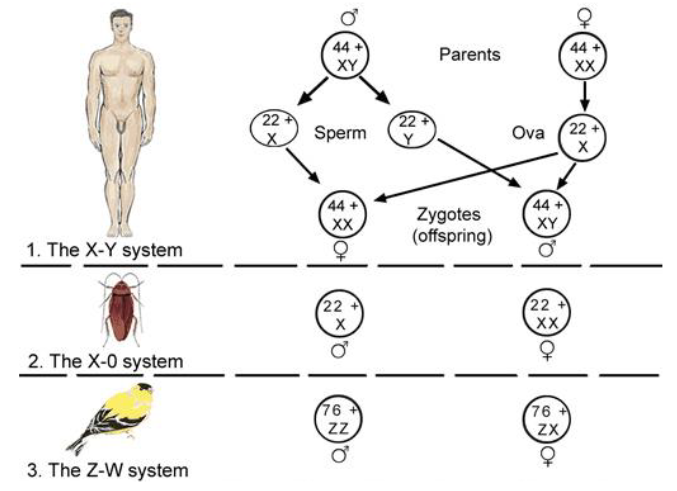 ♂
♀
44 +
XY
Parents
44 +
XX
22 +
X
Sperm
22 +
Y
Ova
22 +
X
44 +
XX
♀
Zygotes
(offspring)
44 +
XY
♂
1. The X-Y system
22 +
X
♂
22 +
XX
♀
2. The X-0 system
76 +
ZZ
♂
76 +
ZX
♀
3. The Z-W system